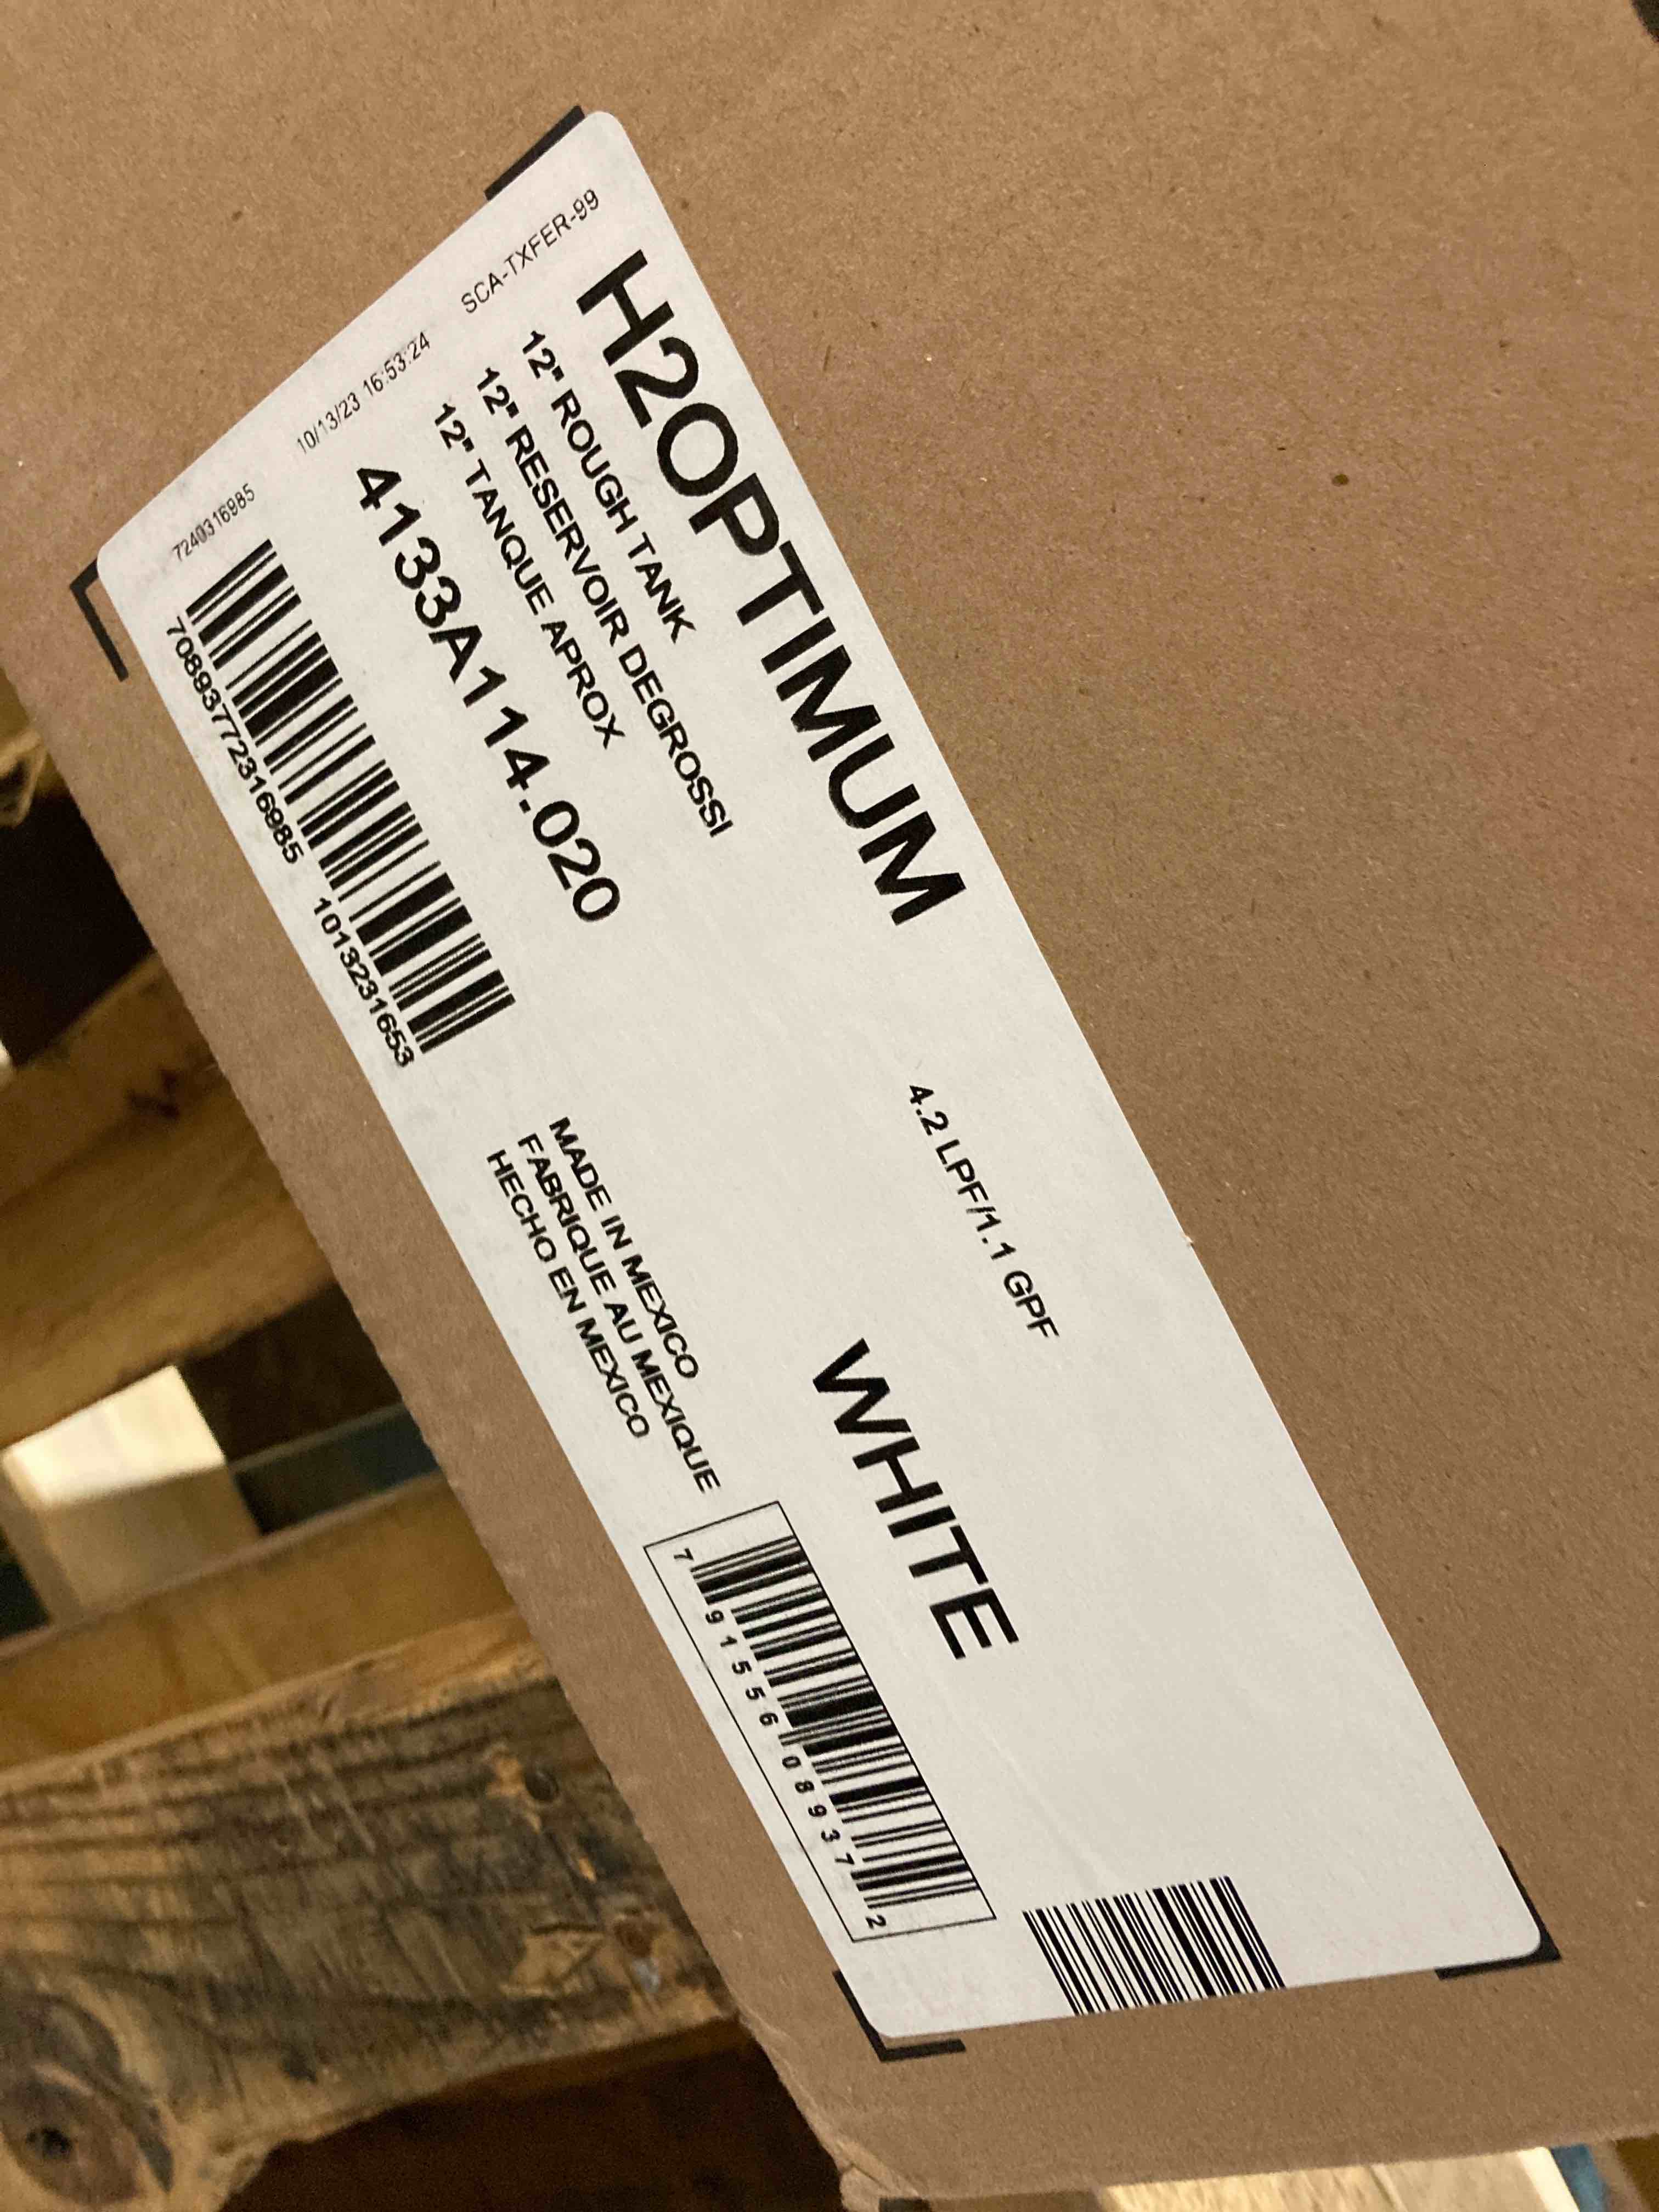 SCA-TXFER-99
10/13/23 16:53:24
7240316985
H2OPTIMUM
12" ROUGH TANK
12" RESERVOIR DEGROSSI
12" TANQUE APROX
4133A114.020
70893772316985 1013231653
4.2 LPF/1.1 GPF
WHITE
MADE IN MEXICO
FABRIQUE AU MEXIQUE
HECHO EN MEXICO
7 91556 08937 2